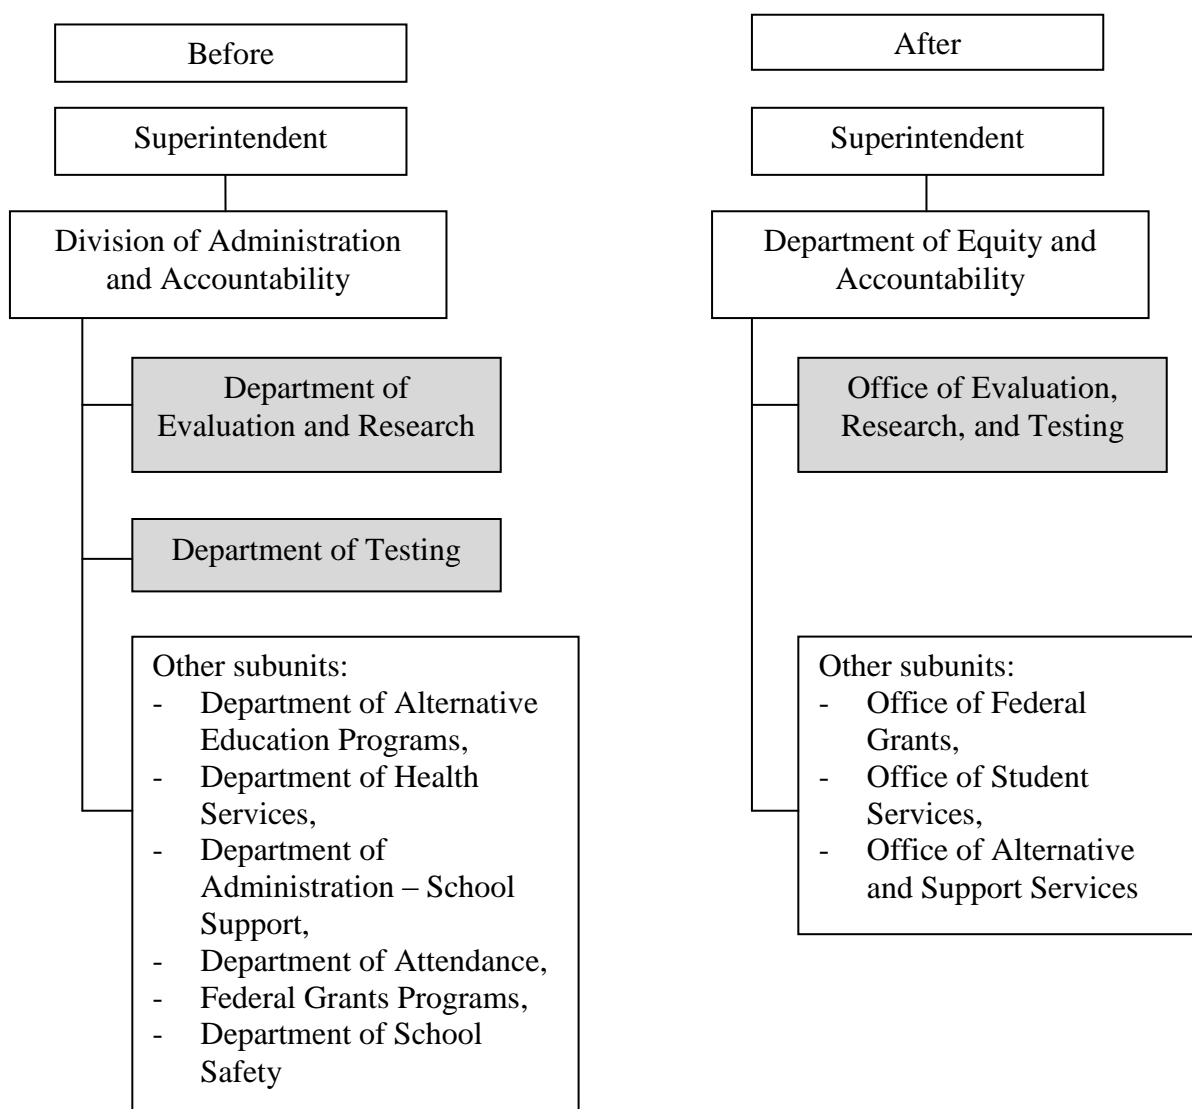 Before
Superintendent
Division of Administration
and Accountability
Department of
Evaluation and Research
Department of Testing
Other subunits:
- Department of Alternative
Education Programs,
- Department of Health
Services,
- Department of
Administration – School
Support,
- Department of Attendance,
- Federal Grants Programs,
- Department of School
Safety
After
Superintendent
Department of Equity and
Accountability
Office of Evaluation,
Research, and Testing
Other subunits:
- Office of Federal
Grants,
- Office of Student
Services,
- Office of Alternative
and Support Services